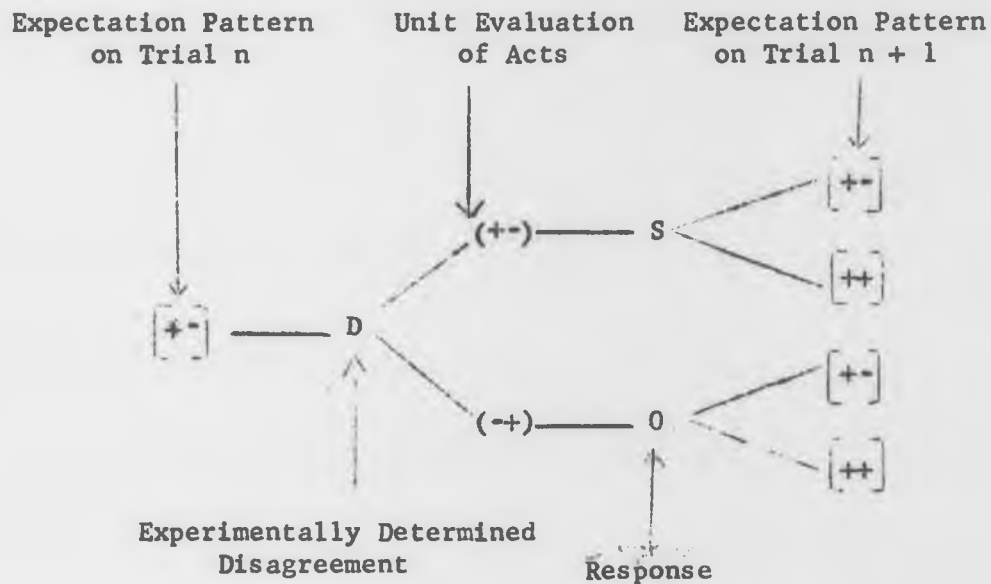 Expectation Pattern
on Trial n
Unit Evaluation
of Acts
Expectation Pattern
on Trial n + 1
[+-]
(+-)
S
[++]
[+-]
D
[+-]
(-+)
O
[++]
Experimentally Determined
Disagreement
Response